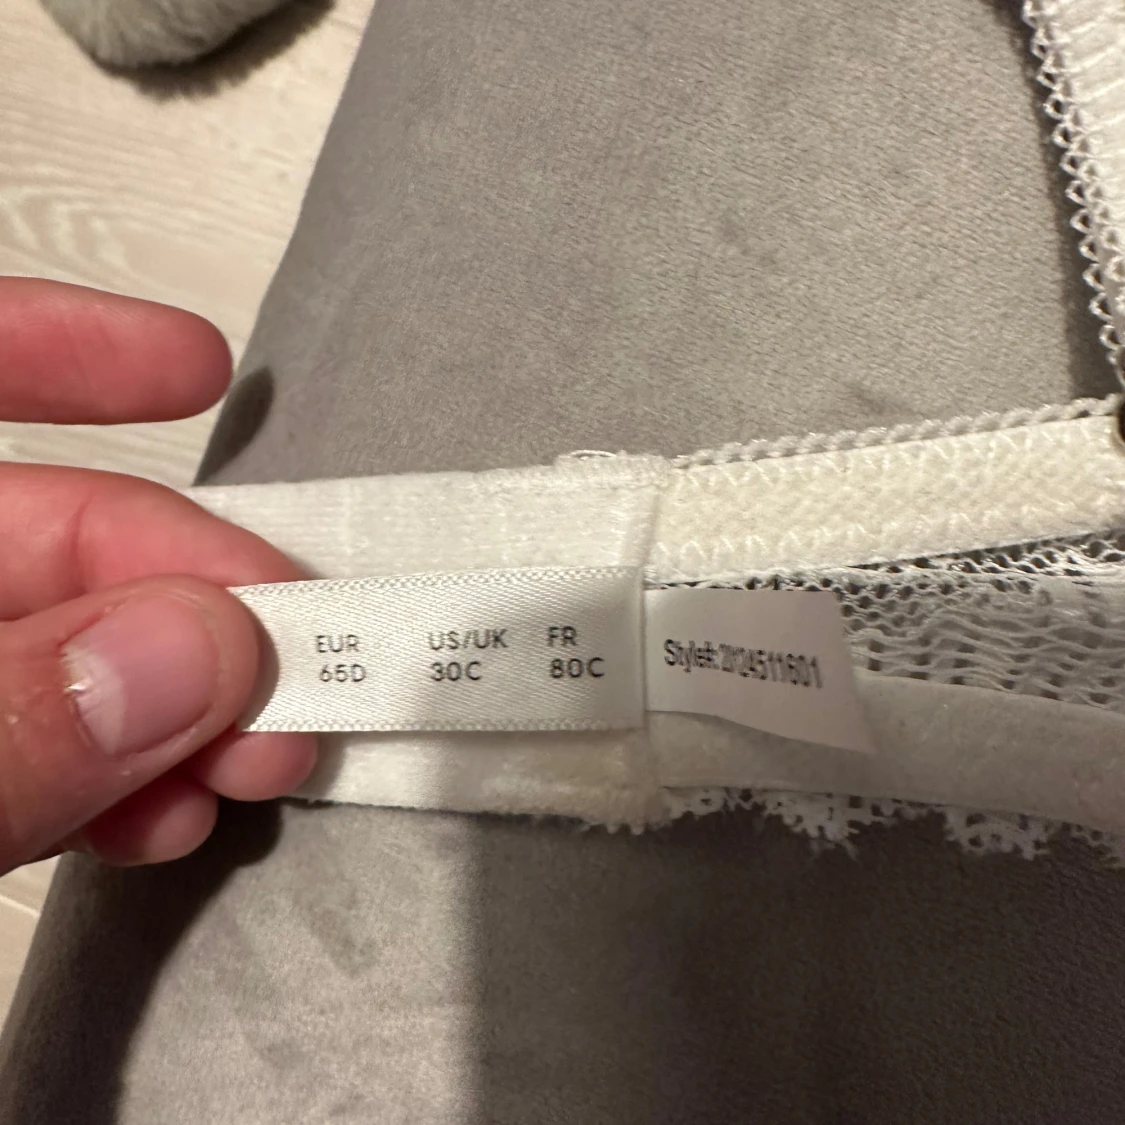 EUR US/UK FR
65D 30C 80C
Style#: